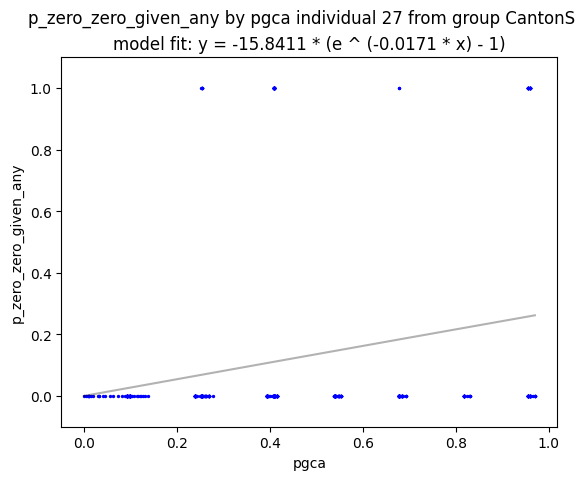 p_zero_zero_given_any by pgca individual 27 from group CantonS
model fit: y = -15.8411 * (e ^ (-0.0171 * x) - 1)
1.0
0.8
0.6
0.4
0.2
0.0
p_zero_zero_given_any
0.0 0.2 0.4 0.6 0.8 1.0
pgca